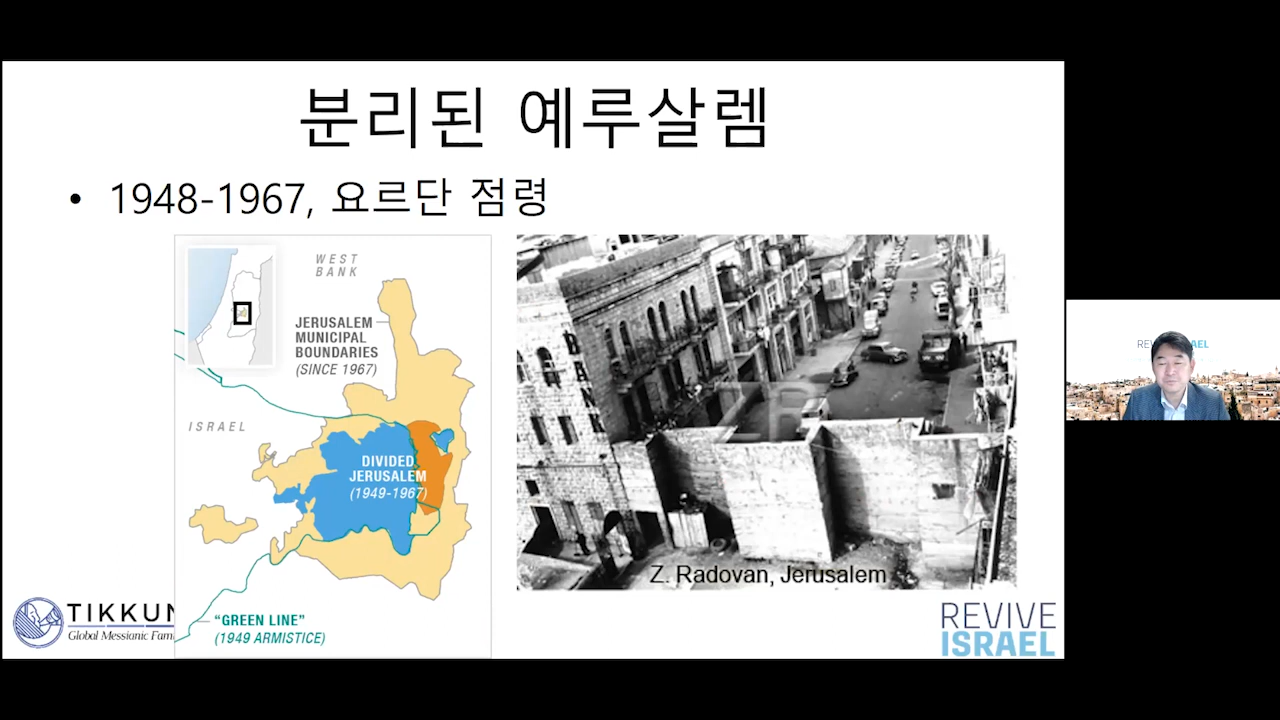 분리된 예루살렘
• 1948-1967, 요르단 점령
WEST
BANK
JERUSALEM
MUNICIPAL
BOUNDARIES
(SINCE 1967)
ISRAEL
DIVIDED
JERUSALEM
(1949-1967)
"GREEN LINE"
(1949 ARMISTICE)
ZR
Z. Radovan, Jerusalem
TIKKUN
Global Messianic Fam
REVIVE
ISRAEL